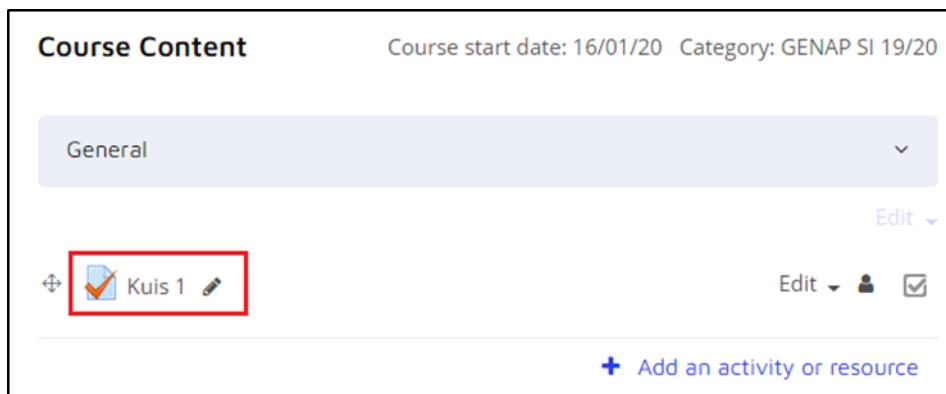 Course Content
Course start date: 16/01/20 Category: GENAP SI 19/20
General
Edit
Kuis 1
Edit
Add an activity or resource